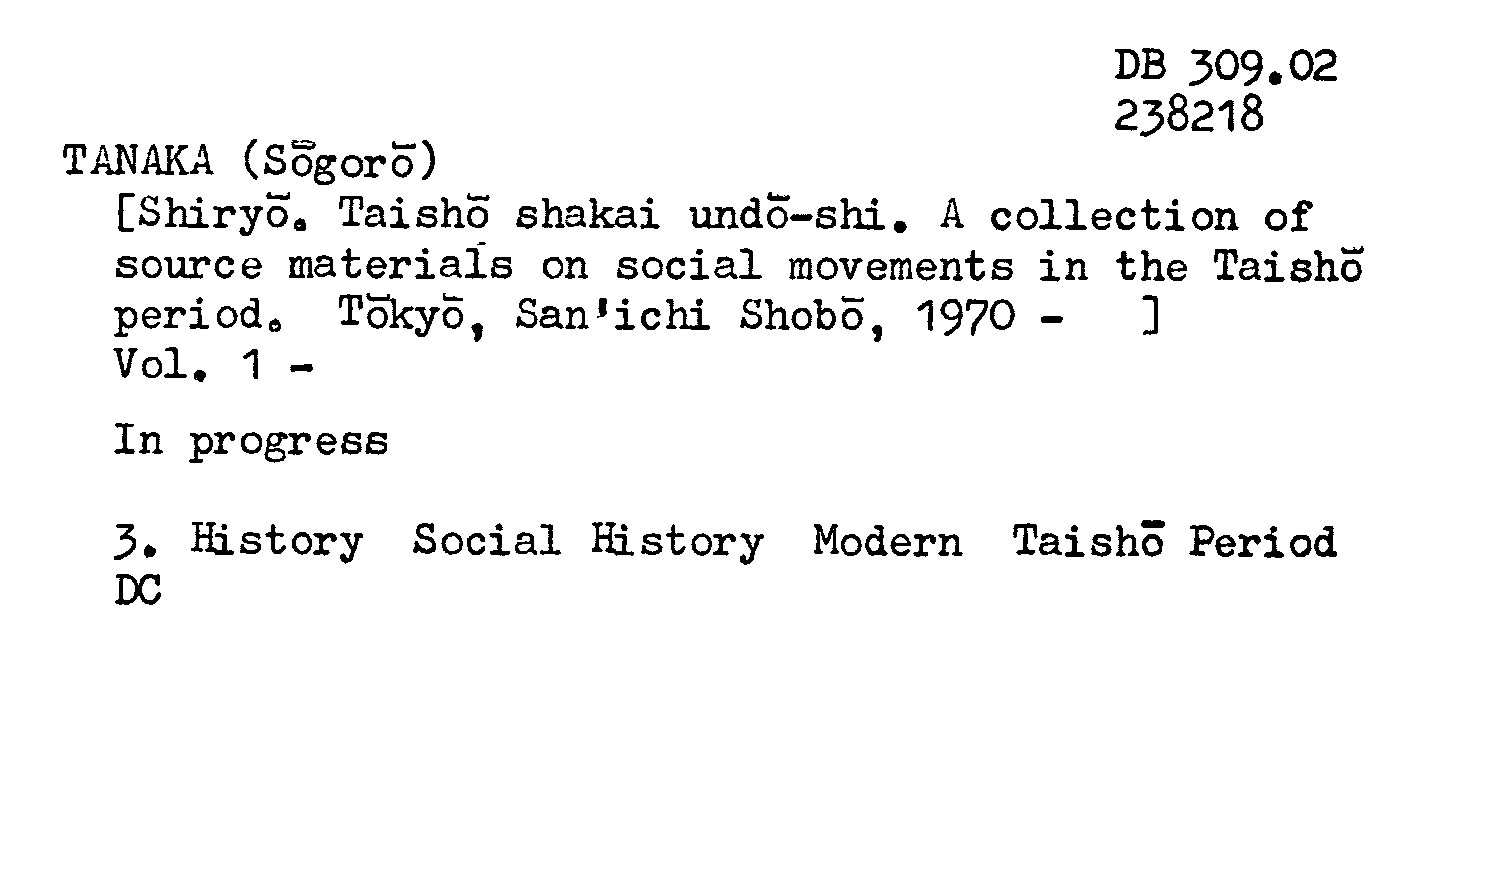 DB 309.02
238218
TANAKA (Sōgorō)
[Shiryō. Taishō shakai undō-shi. A collection of
source materials on social movements in the Taishō
period. Tōkyō, San'ichi Shobō, 1970 - ]
Vol. 1 -
In progress
3. History Social History Modern Taishō Period
DC